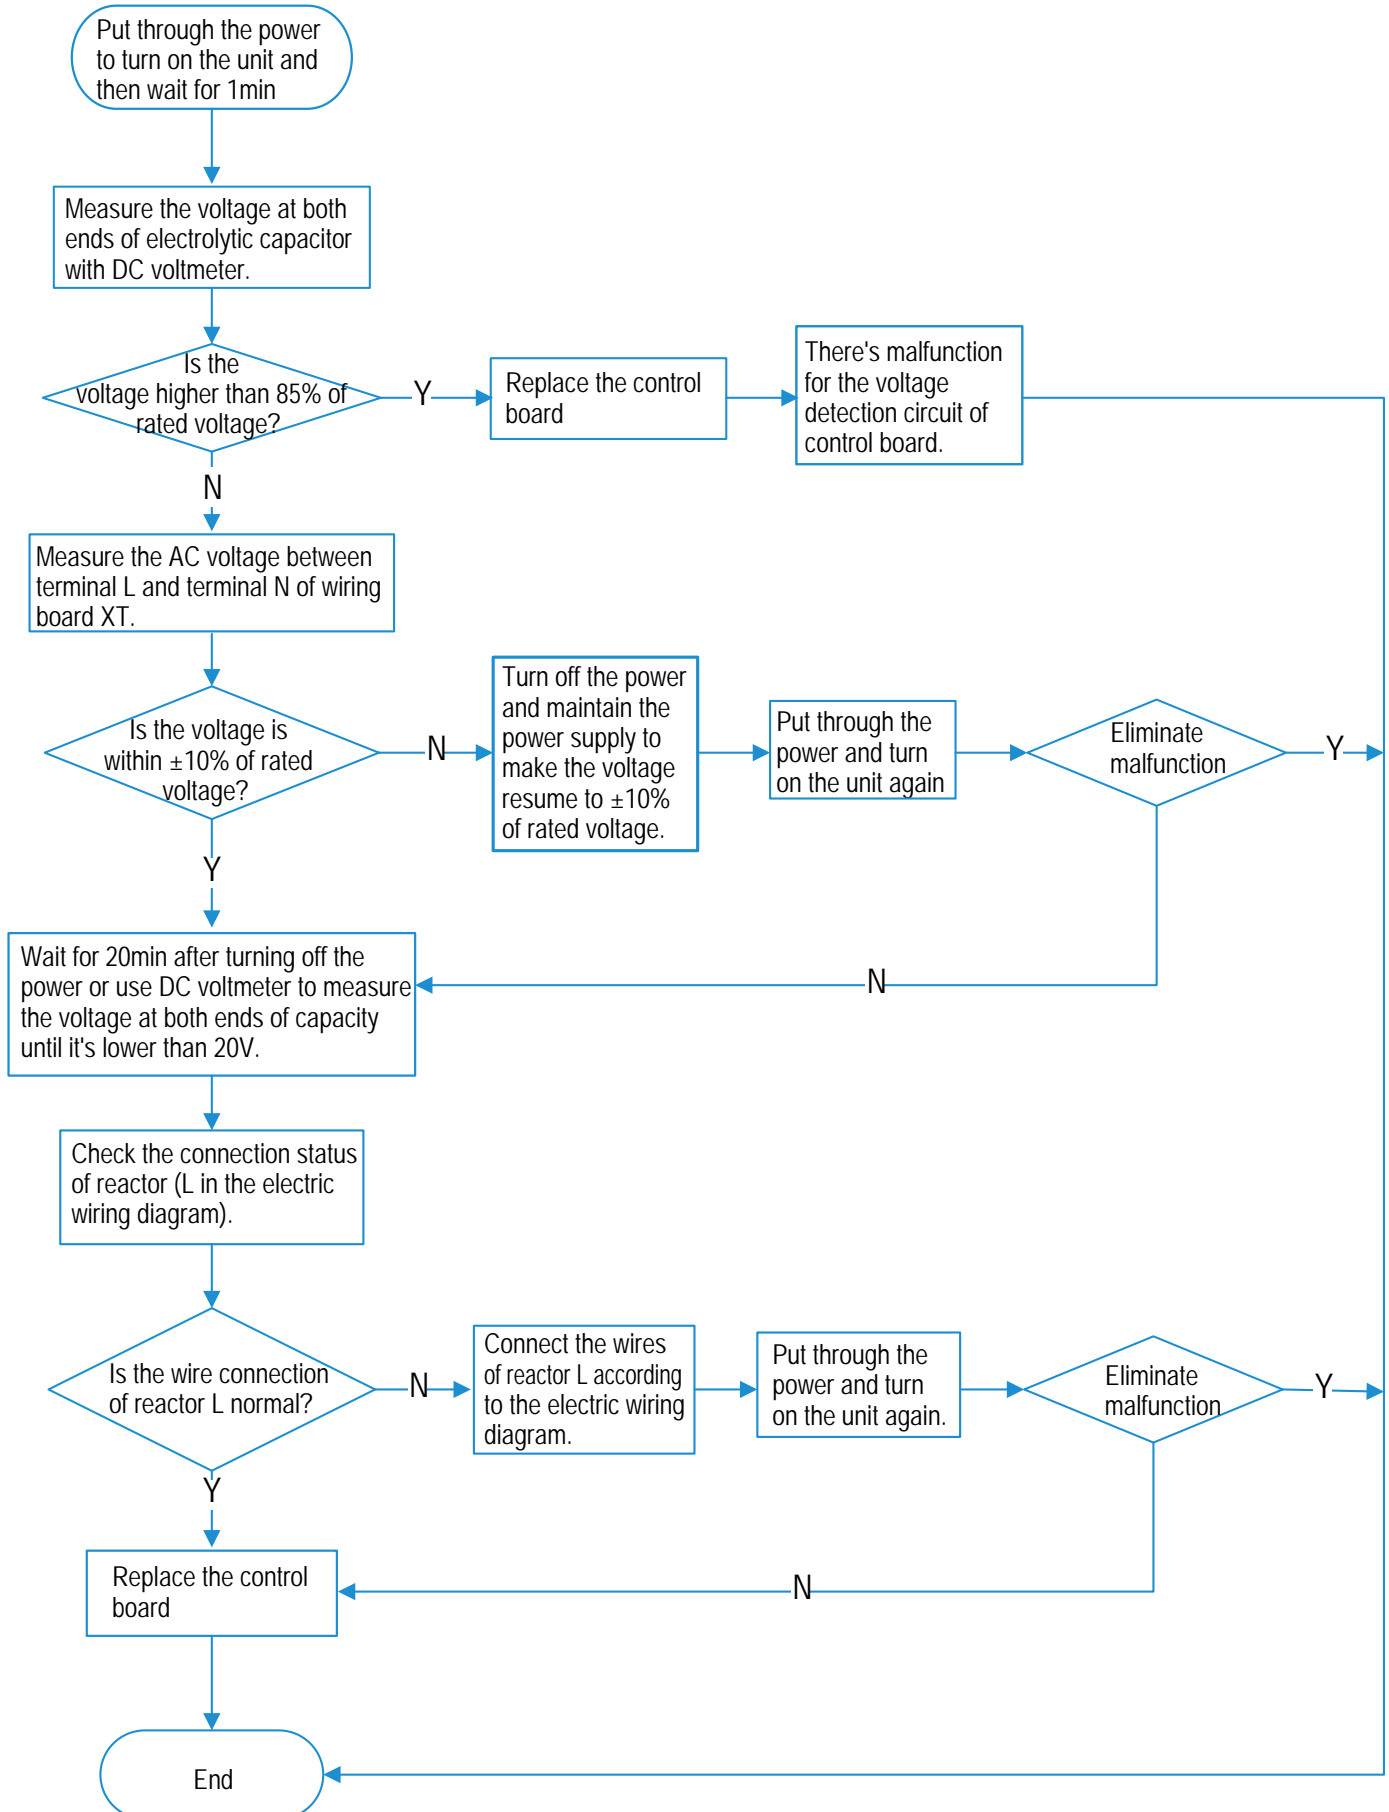 Put through the power
to turn on the unit and
then wait for 1min
Measure the voltage at both
ends of electrolytic capacitor
with DC voltmeter.
Is the
voltage higher than 85% of
rated voltage?
Y
Replace the control
board
There's malfunction
for the voltage
detection circuit of
control board.
N
Measure the AC voltage between
terminal L and terminal N of wiring
board XT.
Is the voltage is
within ±10% of rated
voltage?
N
Turn off the power
and maintain the
power supply to
make the voltage
resume to ±10%
of rated voltage.
Put through the
power and turn
on the unit again
Eliminate
malfunction
Y
Y
N
Wait for 20min after turning off the
power or use DC voltmeter to measure
the voltage at both ends of capacity
until it's lower than 20V.
Check the connection status
of reactor (L in the electric
wiring diagram).
Is the wire connection
of reactor L normal?
N
Connect the wires
of reactor L according
to the electric wiring
diagram.
Put through the
power and turn
on the unit again.
Eliminate
malfunction
Y
Y
N
Replace the control
board
End